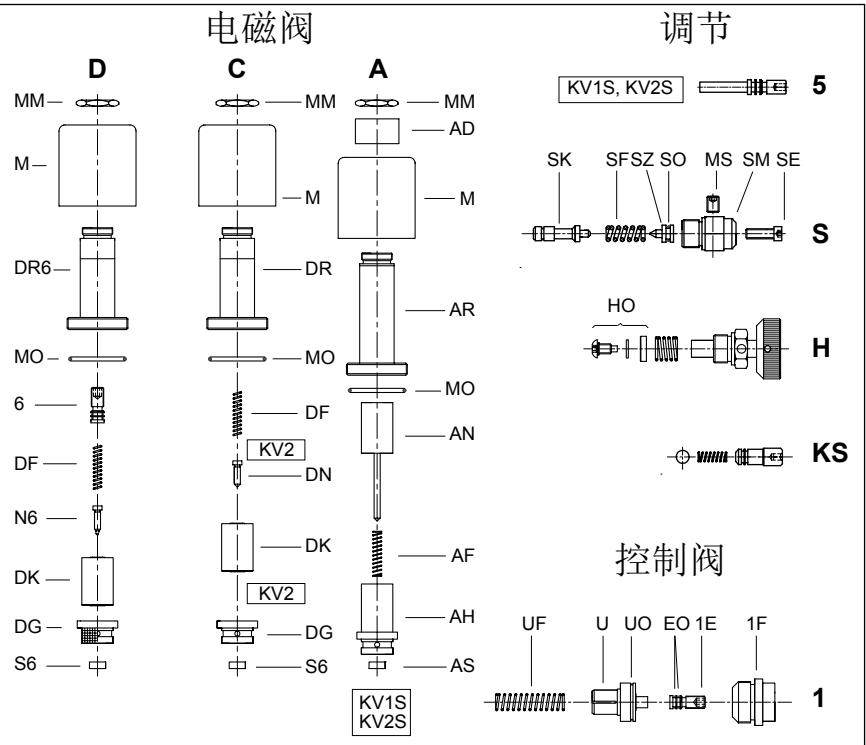 电磁阀
调节
D
C
A
MM
MM
MM
AD
M
M
M
DR6
DR
AR
MO
MO
MO
6
DF
AN
KV2
DF
DN
N6
DK
AF
DK
KV2
AH
DG
DG
S6
S6
AS
KV1S
KV2S
KV1S, KV2S
5
SK
SF
SZ
SO
MS
SM
SE
S
HO
H
KS
控制阀
UF
U
UO
EO
1E
1F
1